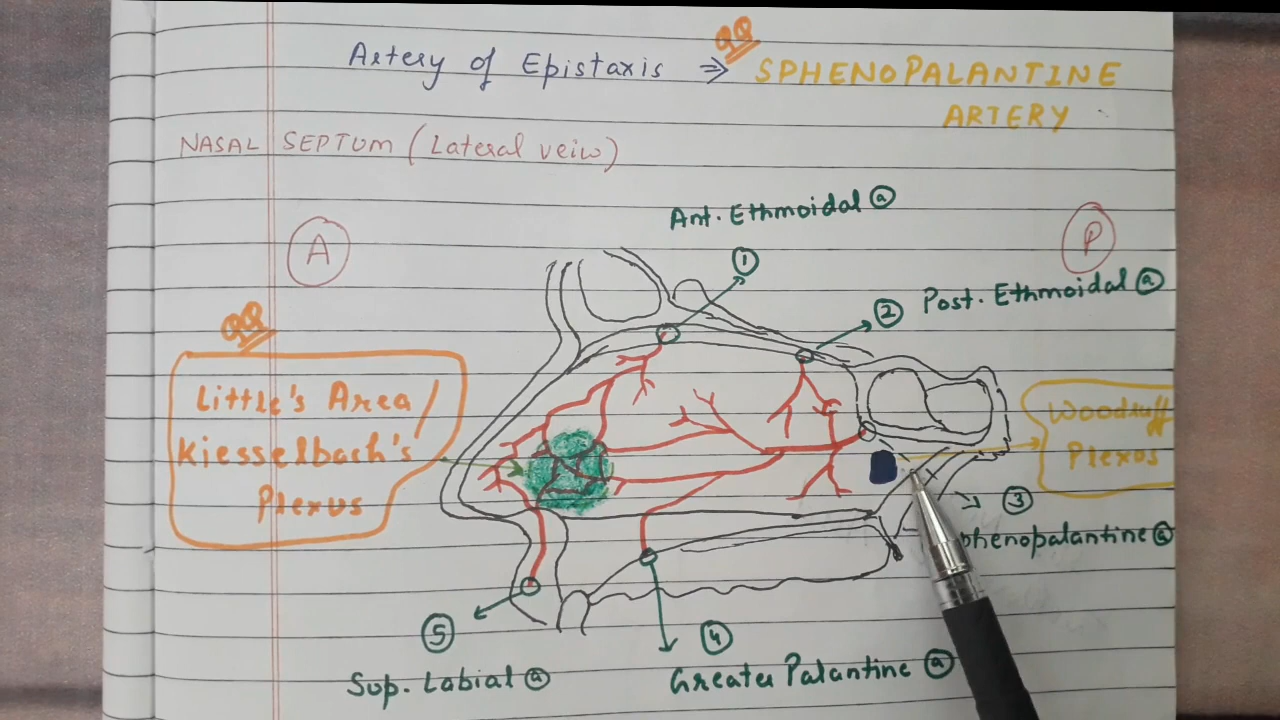 Artery of Epistaxis ⇒ SPHENOPALANTINE
ARTERY
NASAL SEPTUM (Lateral veiw)
Ant. Ethmoidal ⓐ
A
P
①
② Post. Ethmoidal ⓐ
Little's Area /
Kiesselbach's
Plexus
Woodruff
Plexus
③
phenopalantine ⓐ
⑤
④
Sup. Labial ⓐ
Greater Palantine ⓐ